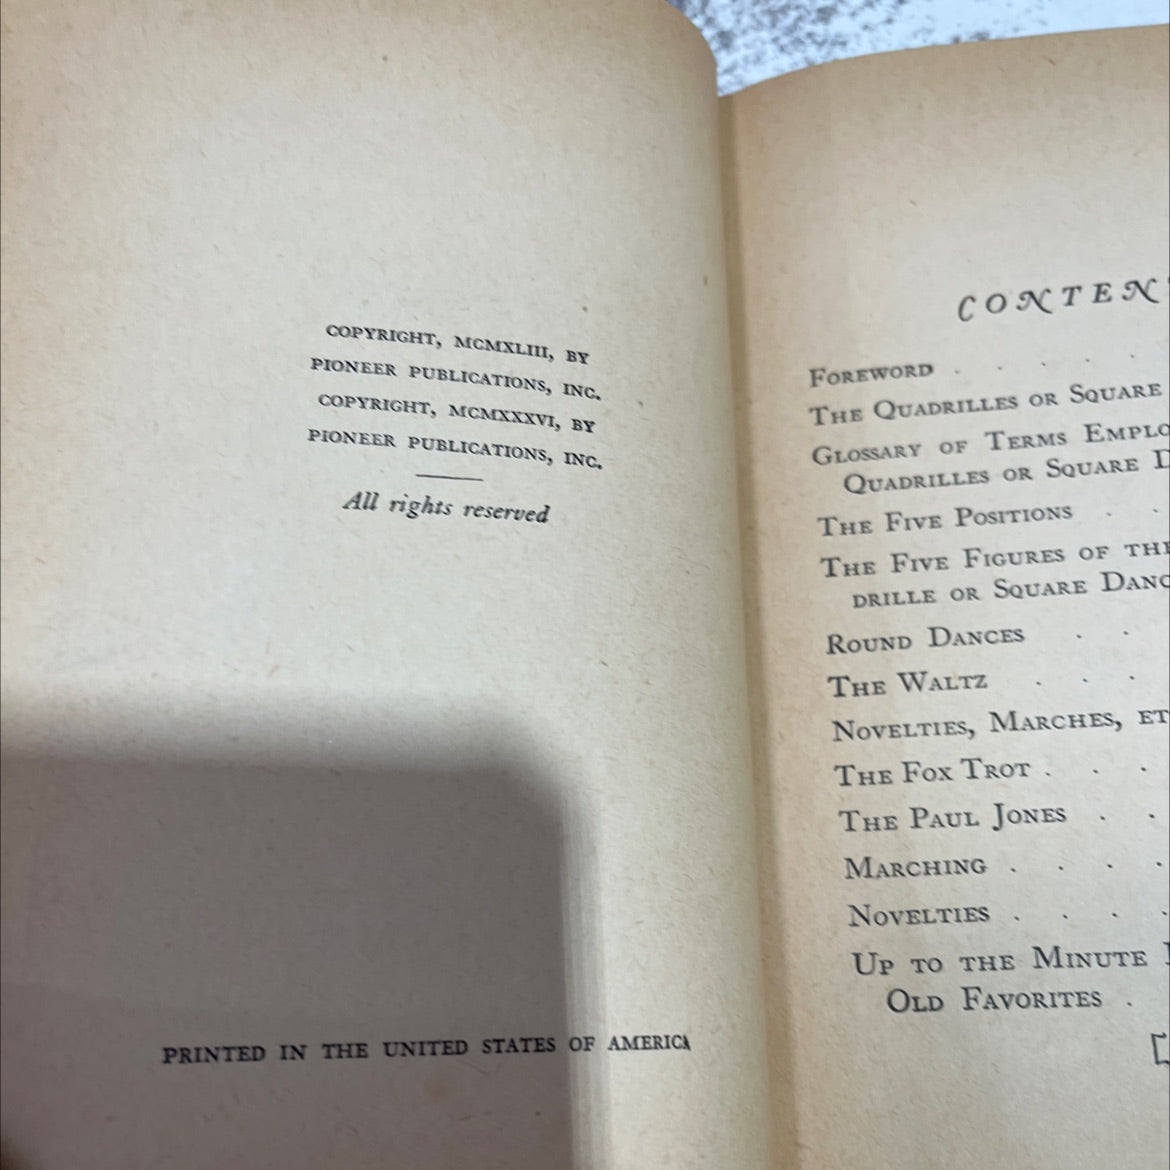 COPYRIGHT, MCMXLIII, BY
PIONEER PUBLICATIONS, INC.
COPYRIGHT, MCMXXXVI, BY
PIONEER PUBLICATIONS, INC.
All rights reserved
PRINTED IN THE UNITED STATES OF AMERICA
CONTEN
FOREWORD . . . .
THE QUADRILLES OR SQUARE
GLOSSARY OF TERMS
QUADRILLES OR SQUARE
THE FIVE POSITIONS . .
THE FIVE FIGURES OF THE
DRILLE OR SQUARE DANC
ROUND DANCES . .
THE WALTZ . . .
NOVELTIES, MARCHES, ET
THE FOX TROT . . .
THE PAUL JONES . .
MARCHING . . . .
NOVELTIES . . . .
UP TO THE MINUTE
OLD FAVORITES .